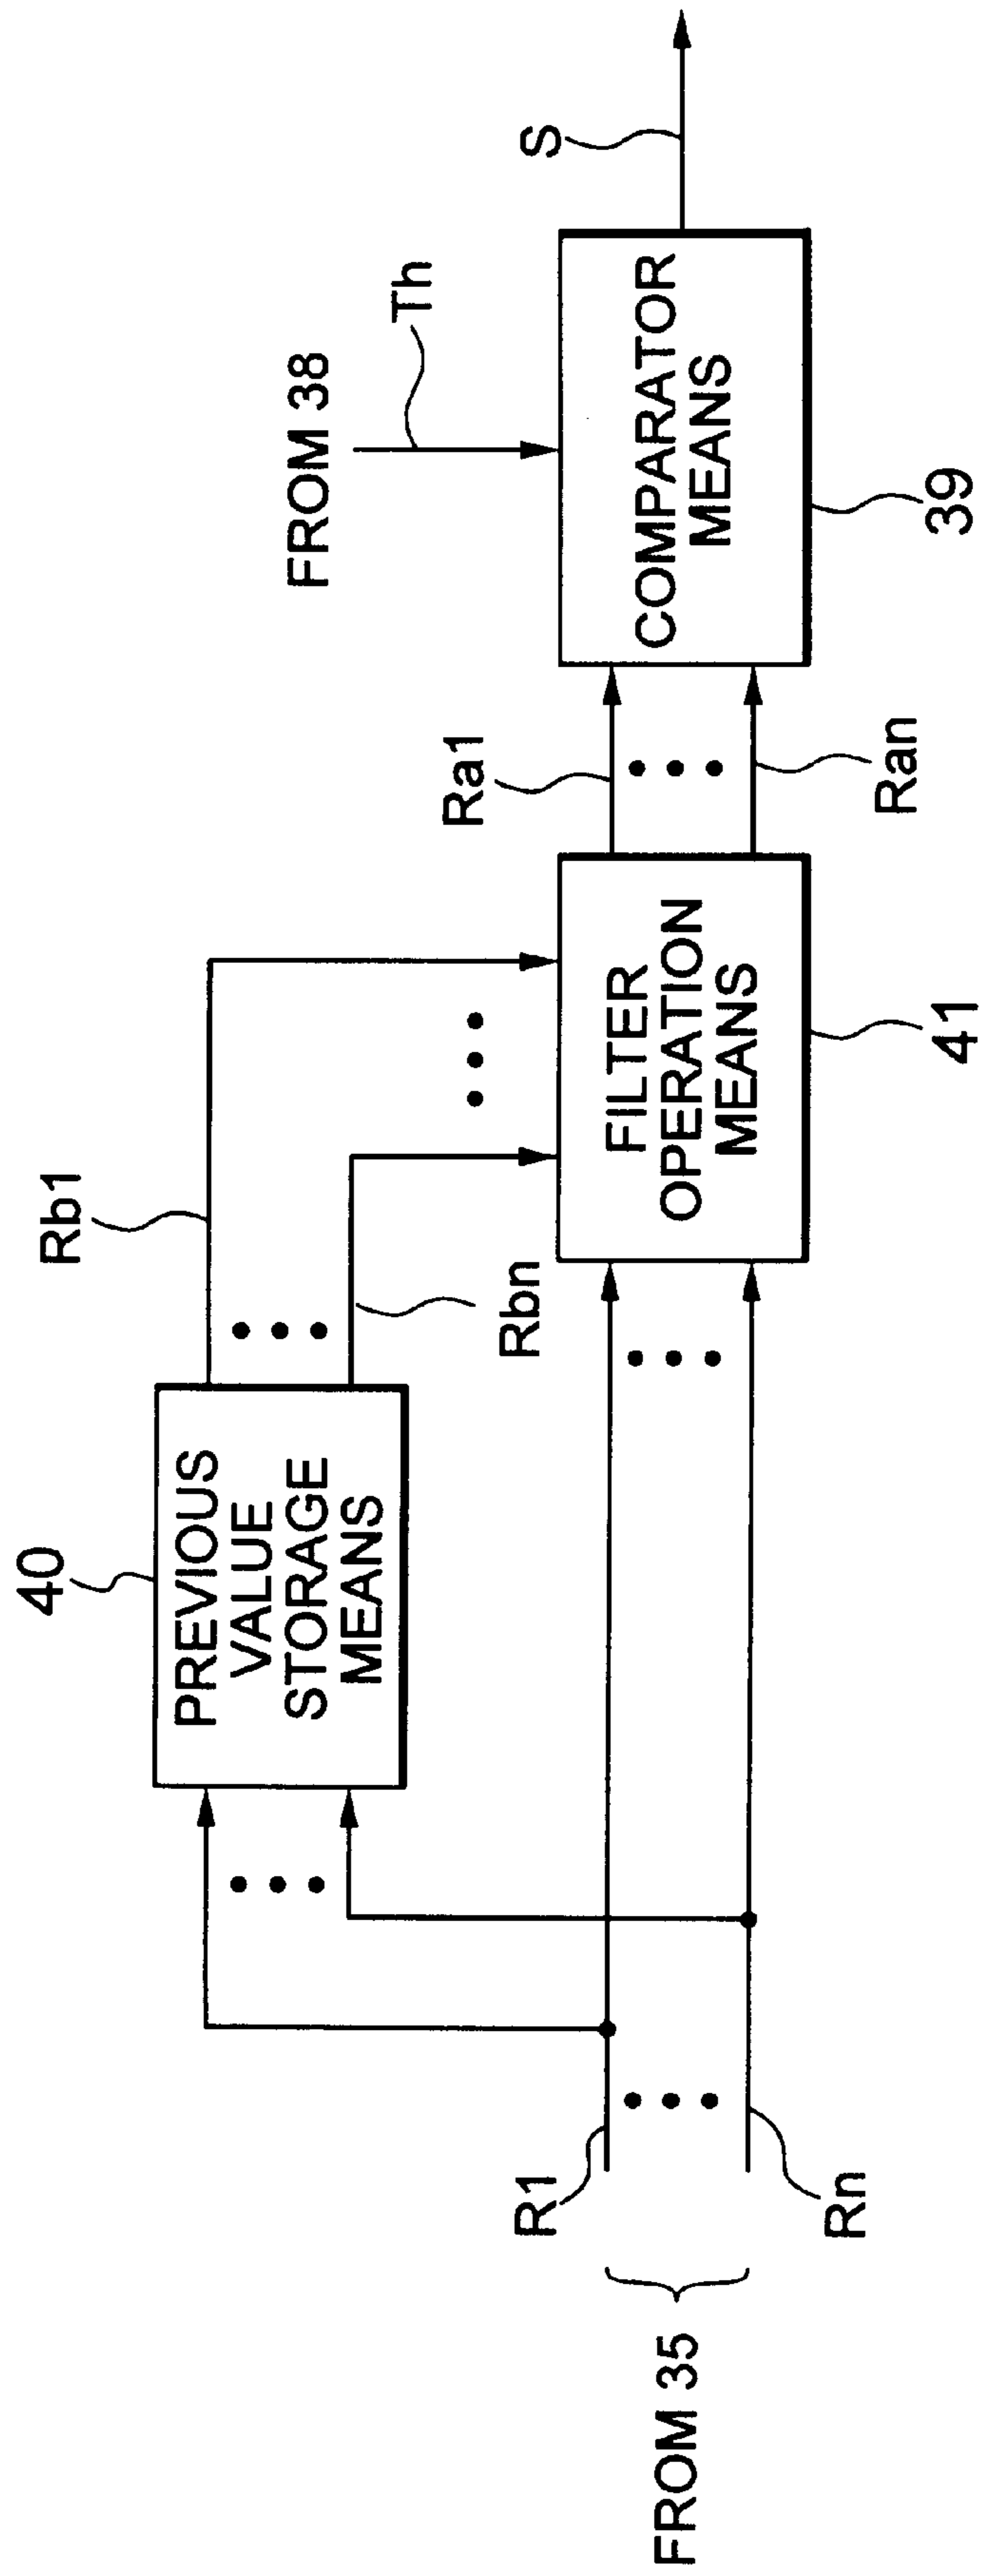 40
PREVIOUS
VALUE
STORAGE
MEANS
Rb1
Rbn
FROM 38
Th
S
FROM 35
R1
Rn
FILTER
OPERATION
MEANS
41
Ra1
Ran
COMPARATOR
MEANS
39